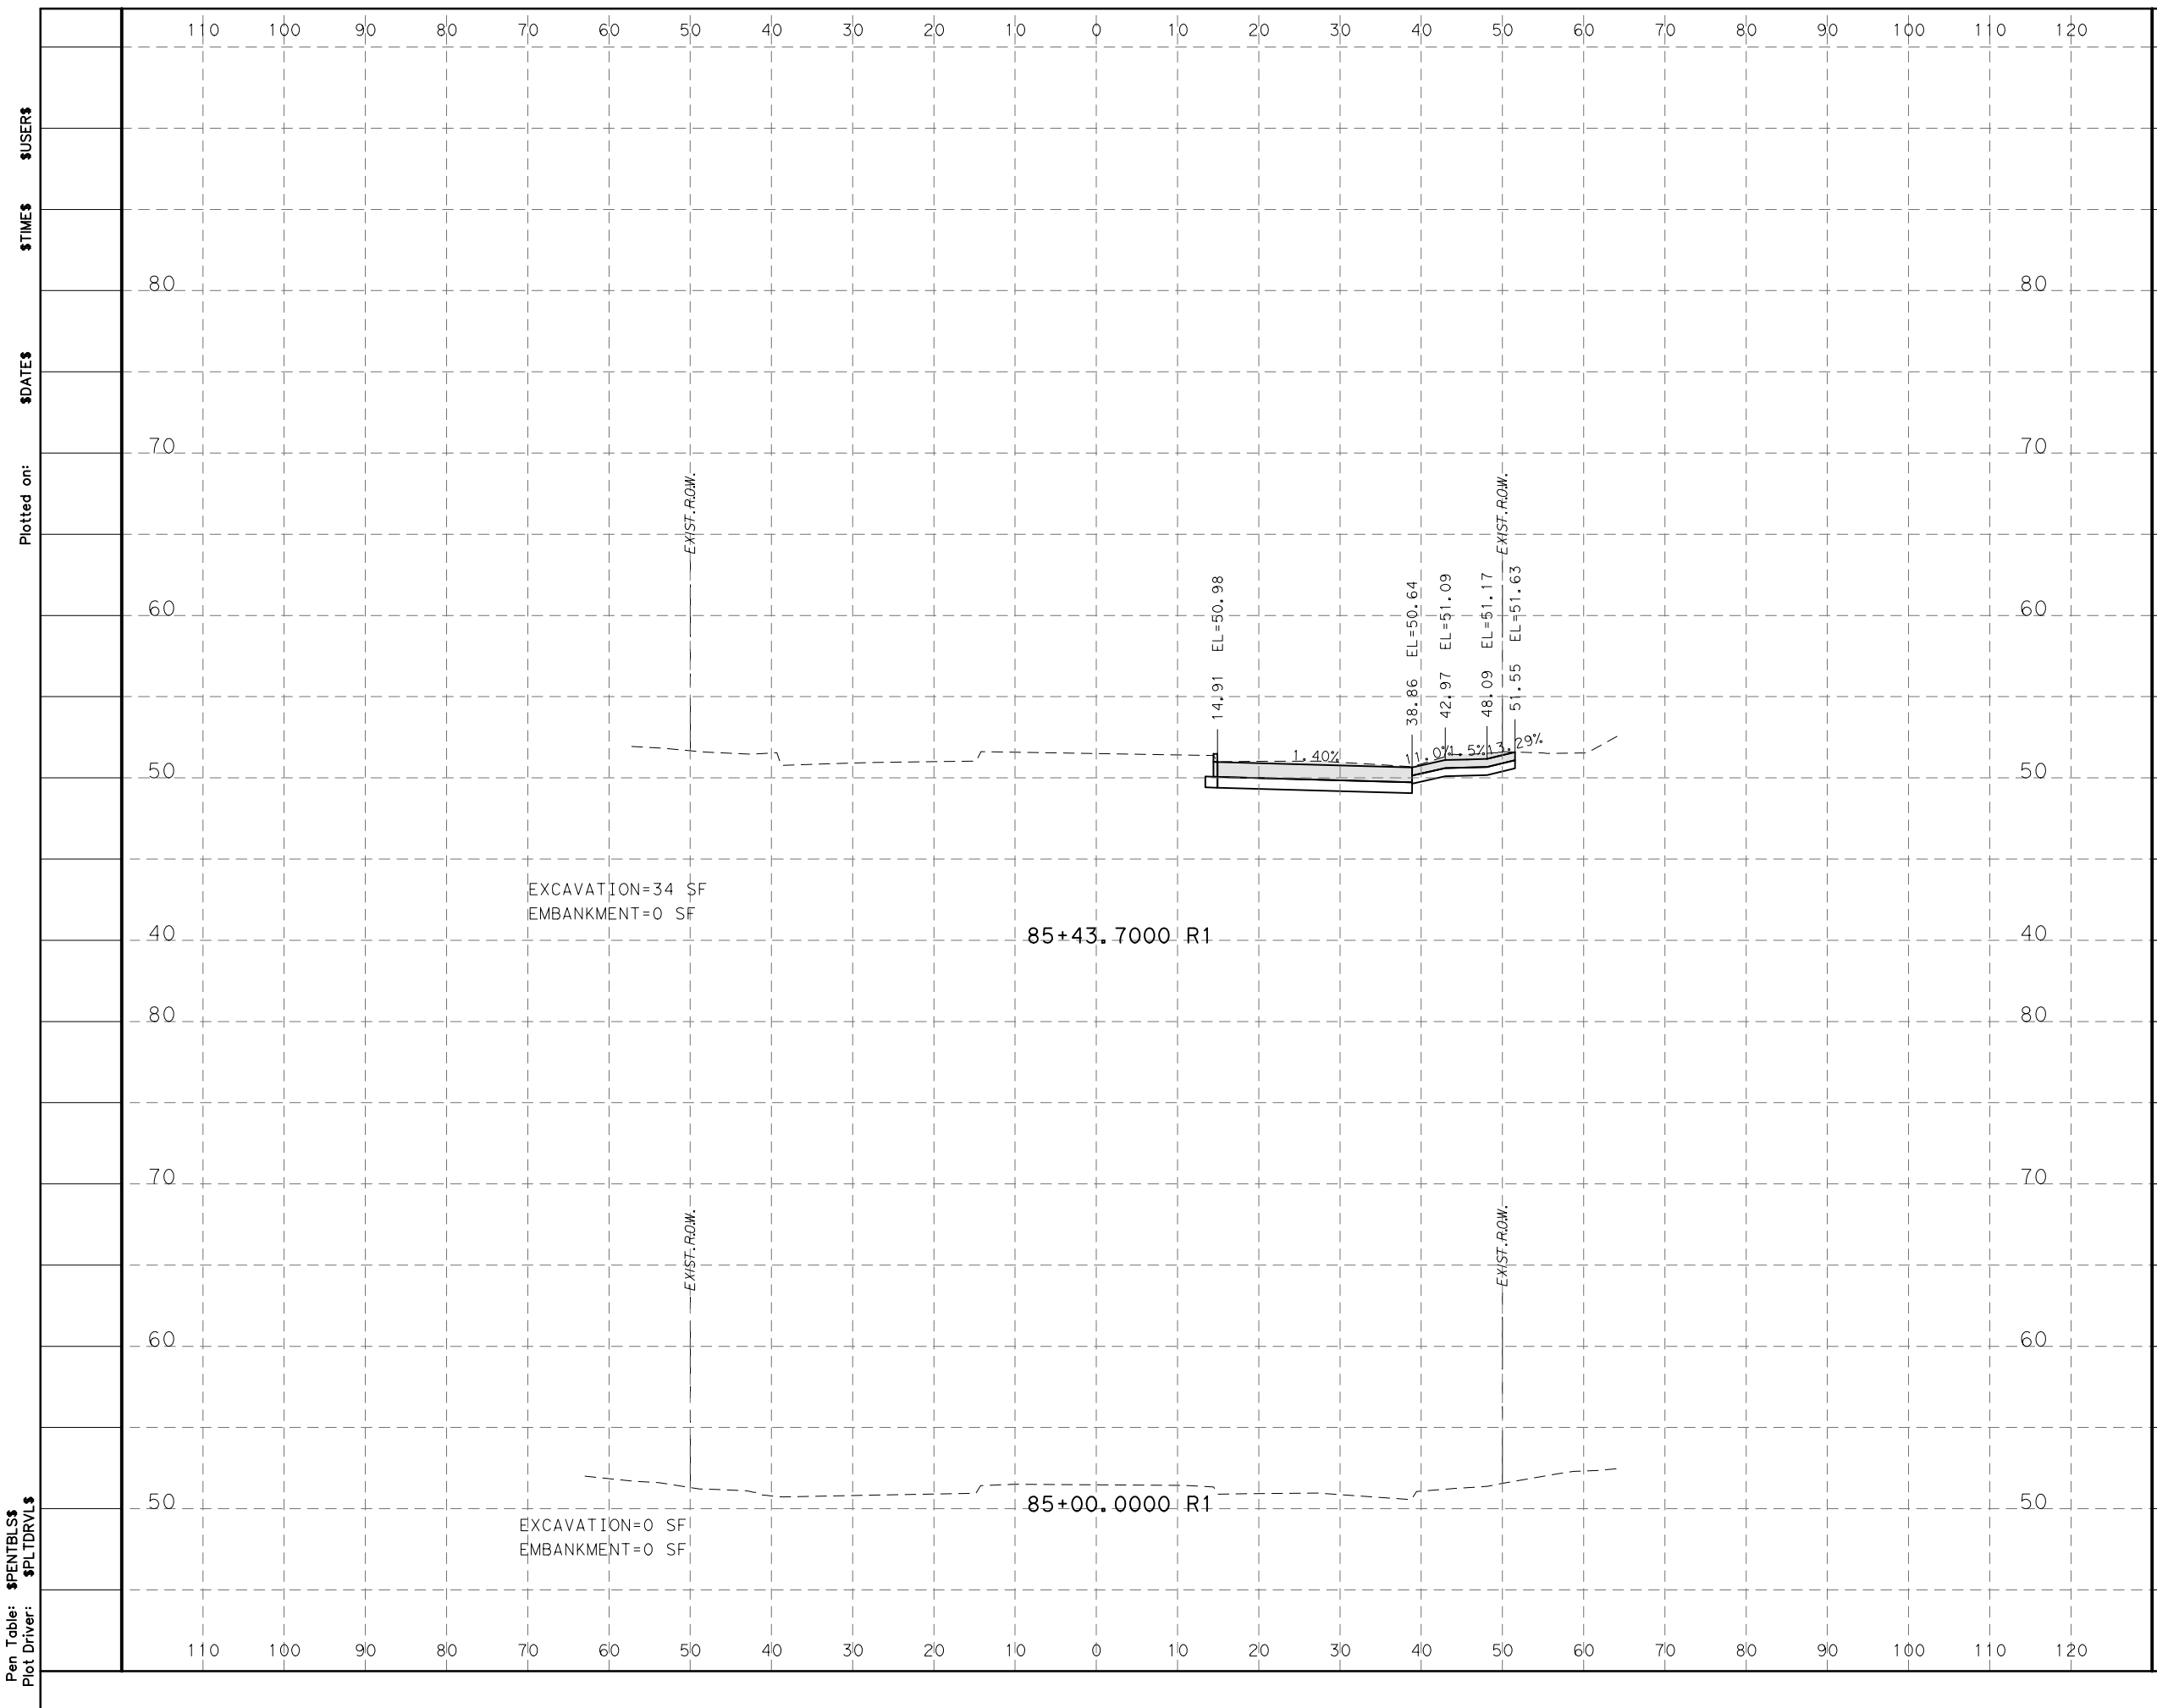 110 100 90 80 70 60 50 40 30 20 10 0 10 20 30 40 50 60 70 80 90 100 110 120
$USER$
$TIME$
$DATE$
Plotted on:
Pen Table: $PENTBLS$
Plot Driver: $PLTDRVL$
80 80
70 70
EXIST. R.O.W. EXIST. R.O.W.
60 60
14.91 EL=50.98
38.86 EL=50.64
42.97 EL=51.09
48.09 EL=51.17
51.55 EL=51.63
1.40% 11.0% 1.5% 13.29%
50 50
EXCAVATION=34 SF
EMBANKMENT=0 SF
40 40
85+43.7000 R1
80 80
70 70
EXIST. R.O.W. EXIST. R.O.W.
60 60
50 50
85+00.0000 R1
EXCAVATION=0 SF
EMBANKMENT=0 SF
110 100 90 80 70 60 50 40 30 20 10 0 10 20 30 40 50 60 70 80 90 100 110 120